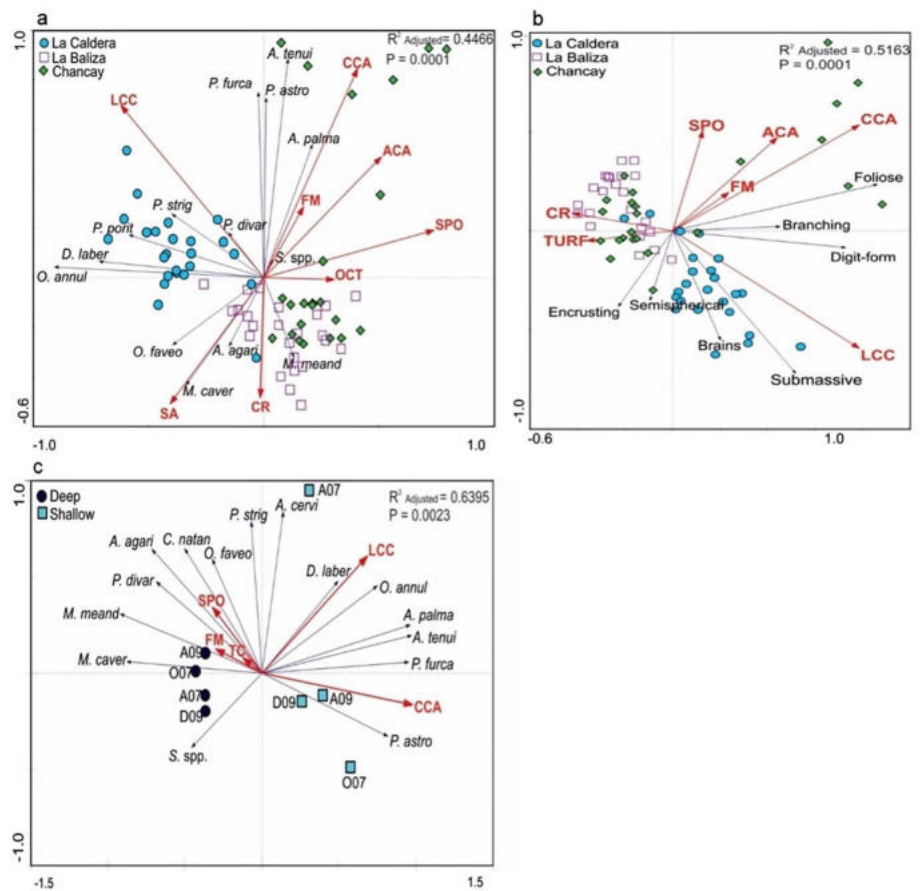 a
1.0
La Caldera
La Baliza
Chancay
R² Adjusted = 0.4466
P = 0.0001
A. tenui
CCA
P. furca
P. astro
LCC
A. palma
ACA
FM
P. strig
P. divar
SPO
P. porit
D. laber
S. spp.
O. annul
OCT
O. faveo
A. agari
M. meand
M. caver
SA
CR
-0.6
-1.0
1.0
b
1.0
La Caldera
La Baliza
Chancay
R² Adjusted = 0.5163
P = 0.0001
SPO
ACA
CCA
FM
Foliose
CR
Branching
TURF
Digit-form
Semispherical
Encrusting
Brains
LCC
Submassive
-1.0
-0.6
1.0
c
1.0
Deep
Shallow
A07
R² Adjusted = 0.6395
P = 0.0023
A. cervi
P. strig
A. agari
C. natan
O. faveo
LCC
D. laber
P. divar
O. annul
SPO
M. meand
A. palma
FM
TC
A. tenui
A09
M. caver
P. furca
O07
A07
D09
A09
D09
CCA
P. astro
S. spp.
O07
-1.0
-1.5
1.5